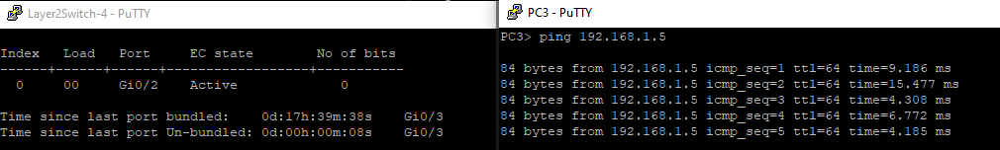 Layer2Switch-4 - PuTTY
Index   Load   Port      EC state        No of bits
------+------+------+------------------+-----------
  0      00     Gi0/2    Active             0
Time since last port bundled:    0d:17h:39m:38s    Gi0/3
Time since last port Un-bundled: 0d:00h:00m:08s    Gi0/3
PC3 - PuTTY
PC3> ping 192.168.1.5
84 bytes from 192.168.1.5 icmp_seq=1 ttl=64 time=9.186 ms
84 bytes from 192.168.1.5 icmp_seq=2 ttl=64 time=15.477 ms
84 bytes from 192.168.1.5 icmp_seq=3 ttl=64 time=4.308 ms
84 bytes from 192.168.1.5 icmp_seq=4 ttl=64 time=6.772 ms
84 bytes from 192.168.1.5 icmp_seq=5 ttl=64 time=4.185 ms